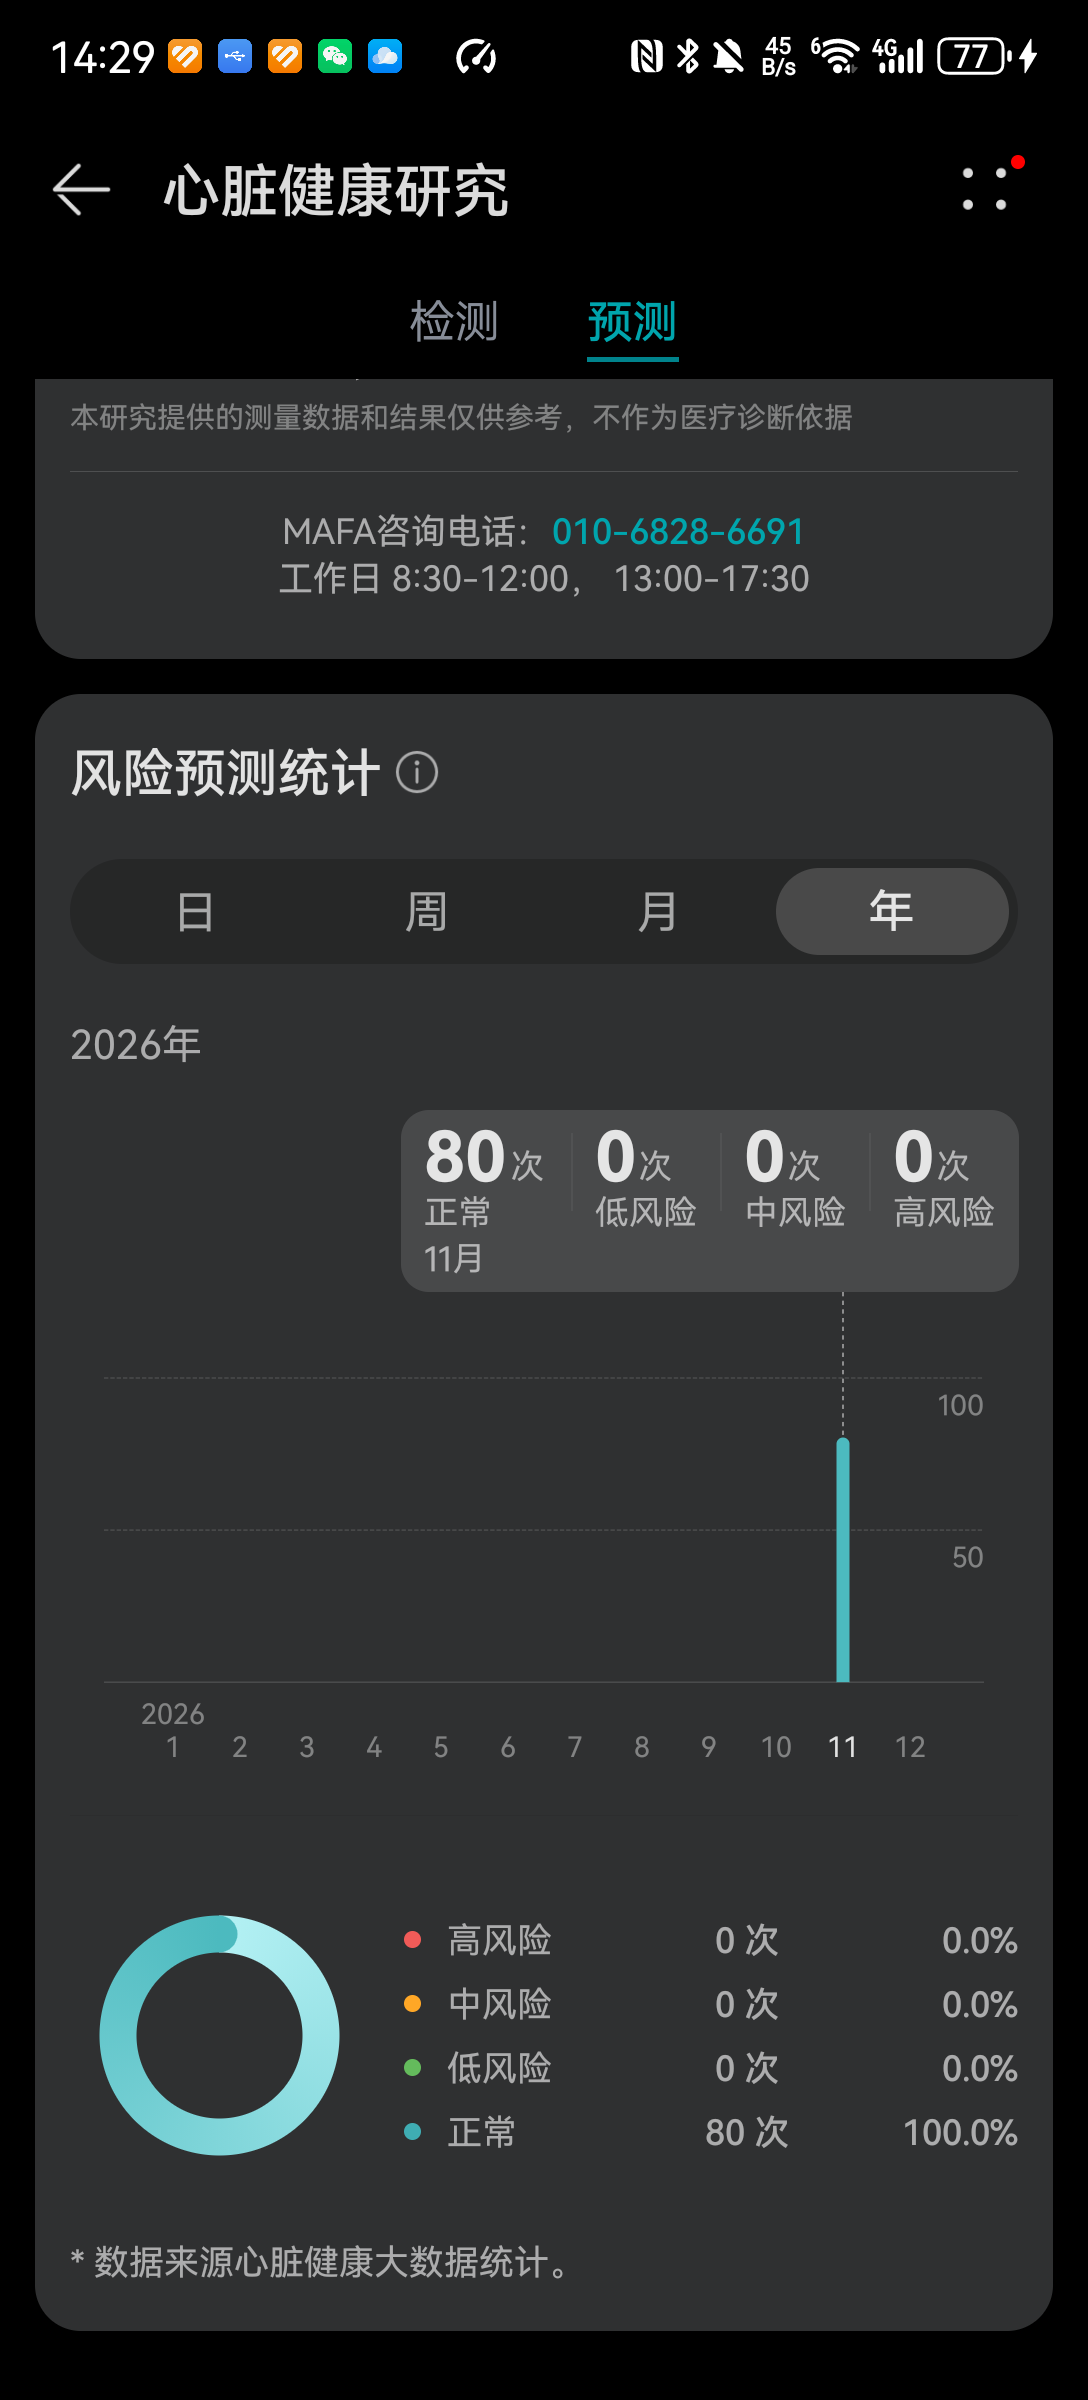 14:29
45 B/s
6
4G
77
心脏健康研究
检测 预测
本研究提供的测量数据和结果仅供参考，不作为医疗诊断依据
MAFA咨询电话：010-6828-6691
工作日 8:30-12:00， 13:00-17:30
风险预测统计
日 周 月 年
2026年
80次 0次 0次 0次
正常 低风险 中风险 高风险
11月
100
50
2026
1 2 3 4 5 6 7 8 9 10 11 12
高风险 0 次 0.0%
中风险 0 次 0.0%
低风险 0 次 0.0%
正常 80 次 100.0%
* 数据来源心脏健康大数据统计。